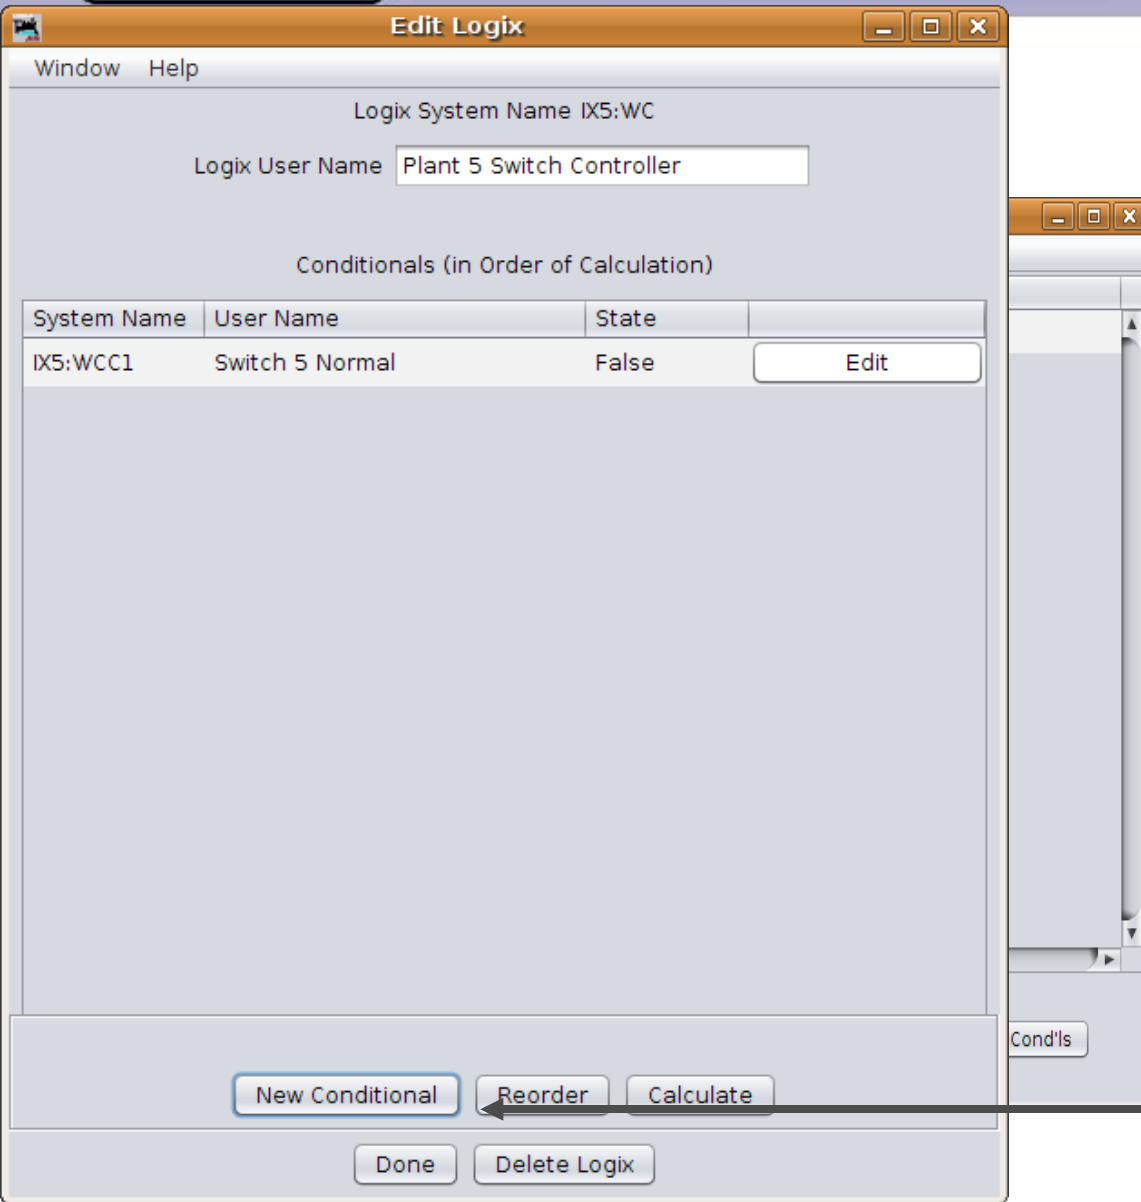 Edit Logix
Window Help
Logix System Name IX5:WC
Logix User Name Plant 5 Switch Controller
Conditionals (in Order of Calculation)
System Name User Name State
IX5:WCC1 Switch 5 Normal False Edit
Cond'ls
New Conditional Reorder Calculate
Done Delete Logix